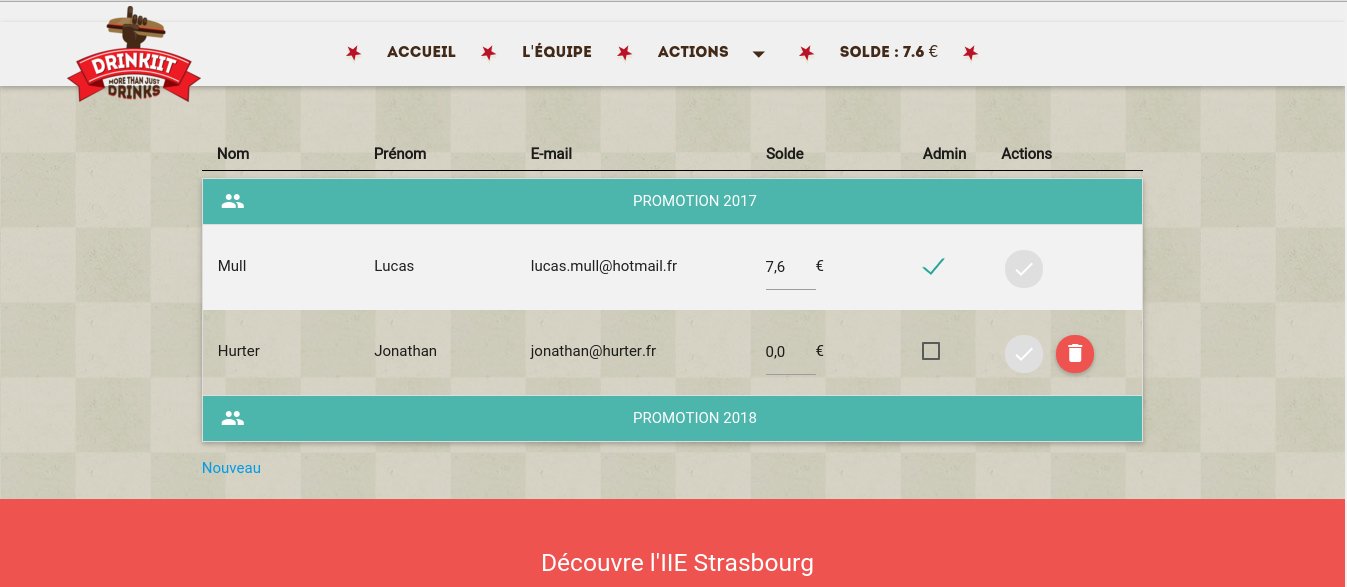 DRINKIIT
MORE THAN JUST
DRINKS
ACCUEIL L'ÉQUIPE ACTIONS SOLDE : 7.6 €
Nom Prénom E-mail Solde Admin Actions
PROMOTION 2017
Mull Lucas lucas.mull@hotmail.fr 7,6 €
Hurter Jonathan jonathan@hurter.fr 0,0 €
PROMOTION 2018
Nouveau
Découvre l'IIE Strasbourg